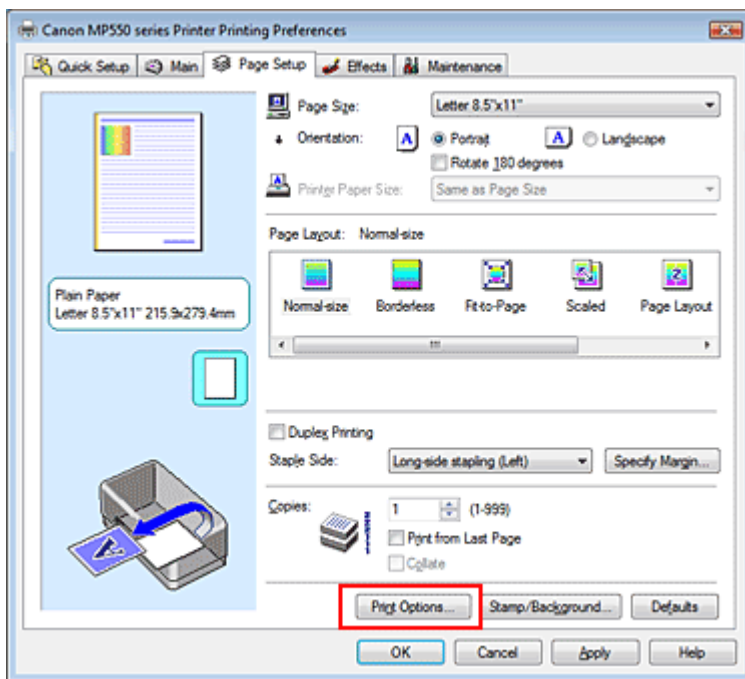 Canon MP550 series Printer Printing Preferences
Quick Setup Main Page Setup Effects Maintenance
Page Size: Letter 8.5"x11"
Orientation: A Portrait A Landscape
Rotate 180 degrees
Printer Paper Size: Same as Page Size
Page Layout: Normal-size
Normal-size Borderless Fit-to-Page Scaled Page Layout
Plain Paper
Letter 8.5"x11" 215.9x279.4mm
Duplex Printing
Staple Side: Long-side stapling (Left) Specify Margin...
Copies: 1 (1-999)
Print from Last Page
Collate
Print Options... Stamp/Background... Defaults
OK Cancel Apply Help